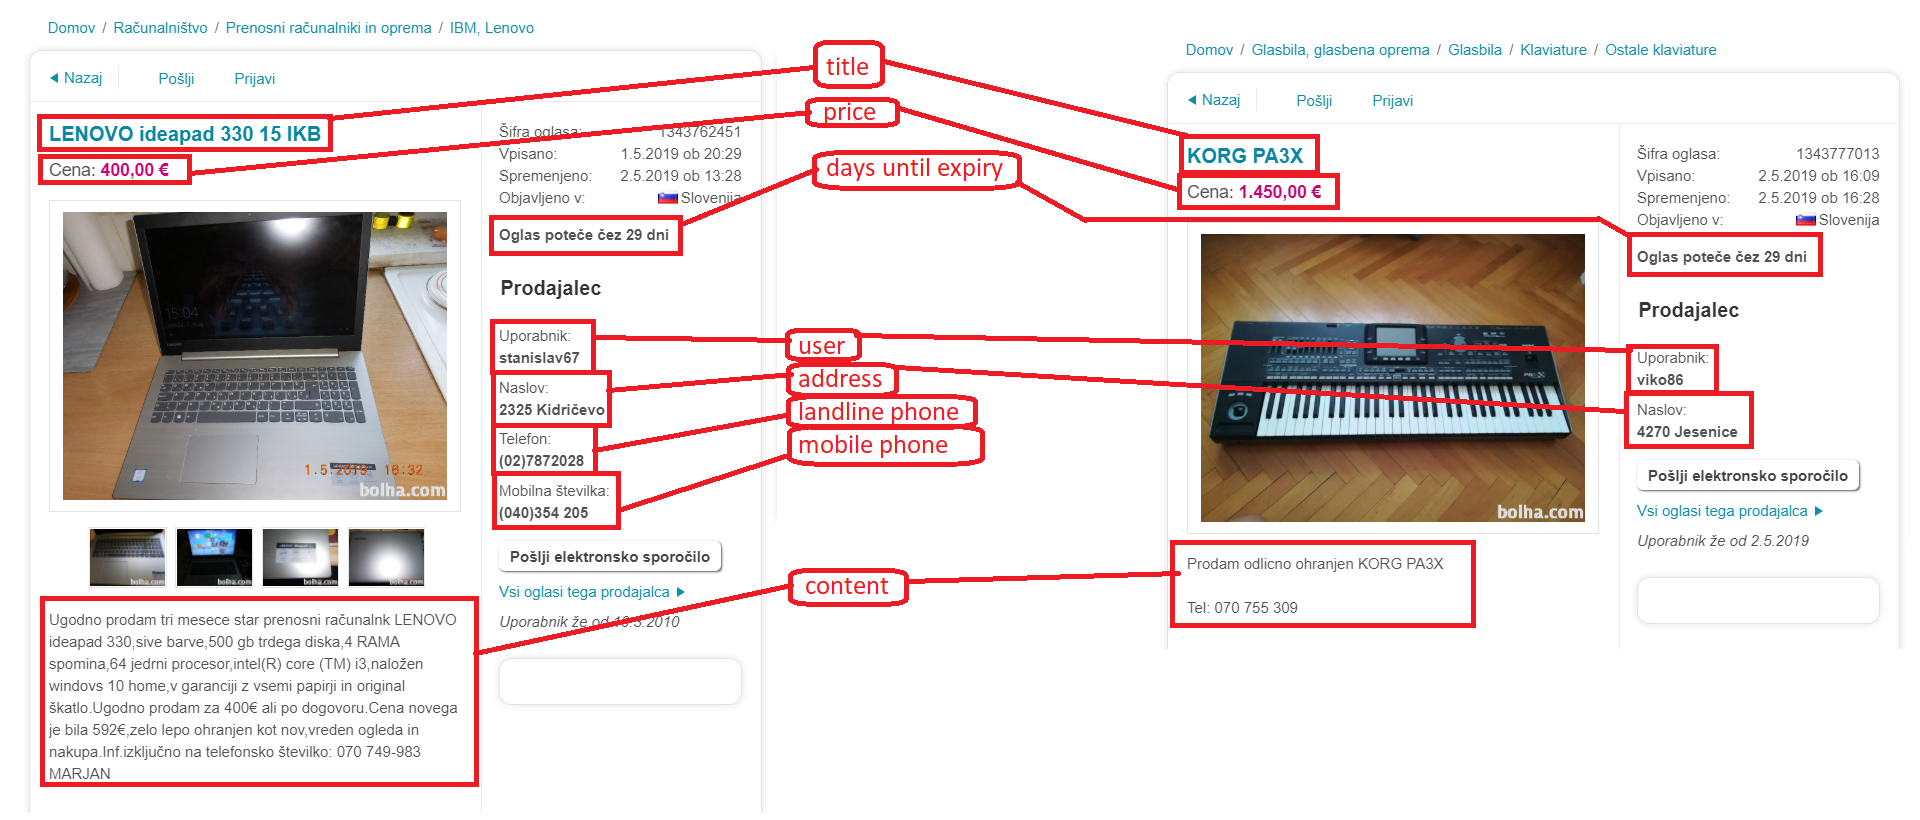 Domov / Računalništvo / Prenosni računalniki in oprema / IBM, Lenovo
Nazaj
Pošlji
Prijavi
LENOVO ideapad 330 15 IKB
Cena: 400,00 €
15:04
1.5.2019 16:32
bolha.com
Ugodno prodam tri mesece star prenosni računalnk LENOVO
ideapad 330,sive barve,500 gb trdega diska,4 RAMA
spomina,64 jedrni procesor,intel(R) core (TM) i3,naložen
windovs 10 home,v garanciji z vsemi papirji in original
škatlo.Ugodno prodam za 400€ ali po dogovoru.Cena novega
je bila 592€,zelo lepo ohranjen kot nov,vreden ogleda in
nakupa.Inf.izključno na telefonsko številko: 070 749-983
MARJAN
Šifra oglasa: 1343762451
Vpisano: 1.5.2019 ob 20:29
Spremenjeno: 2.5.2019 ob 13:28
Objavljeno v: Slovenija
Oglas poteče čez 29 dni
Prodajalec
Uporabnik:
stanislav67
Naslov:
2325 Kidričevo
Telefon:
(02)7872028
Mobilna številka:
(040)354 205
Pošlji elektronsko sporočilo
Vsi oglasi tega prodajalca
Uporabnik že od 2010
title
price
days until expiry
user
address
landline phone
mobile phone
content
Domov / Glasbila, glasbena oprema / Glasbila / Klaviature / Ostale klaviature
Nazaj
Pošlji
Prijavi
KORG PA3X
Cena: 1.450,00 €
bolha.com
Prodam odlicno ohranjen KORG PA3X
Tel: 070 755 309
Šifra oglasa: 1343777013
Vpisano: 2.5.2019 ob 16:09
Spremenjeno: 2.5.2019 ob 16:28
Objavljeno v: Slovenija
Oglas poteče čez 29 dni
Prodajalec
Uporabnik:
viko86
Naslov:
4270 Jesenice
Pošlji elektronsko sporočilo
Vsi oglasi tega prodajalca
Uporabnik že od 2.5.2019